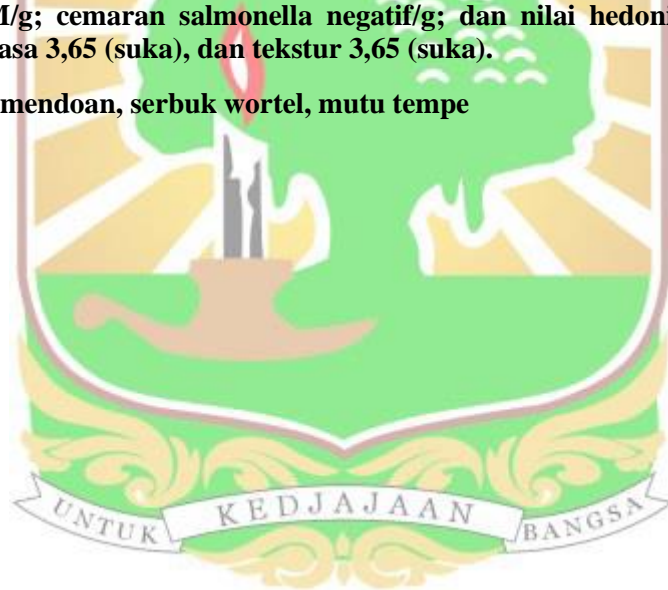 M/g; cemaran salmonella negatif/g; dan nilai hedoni
asa 3,65 (suka), dan tekstur 3,65 (suka).
mendoan, serbuk wortel, mutu tempe
UNTUK KEDJAJAAN BANGSA